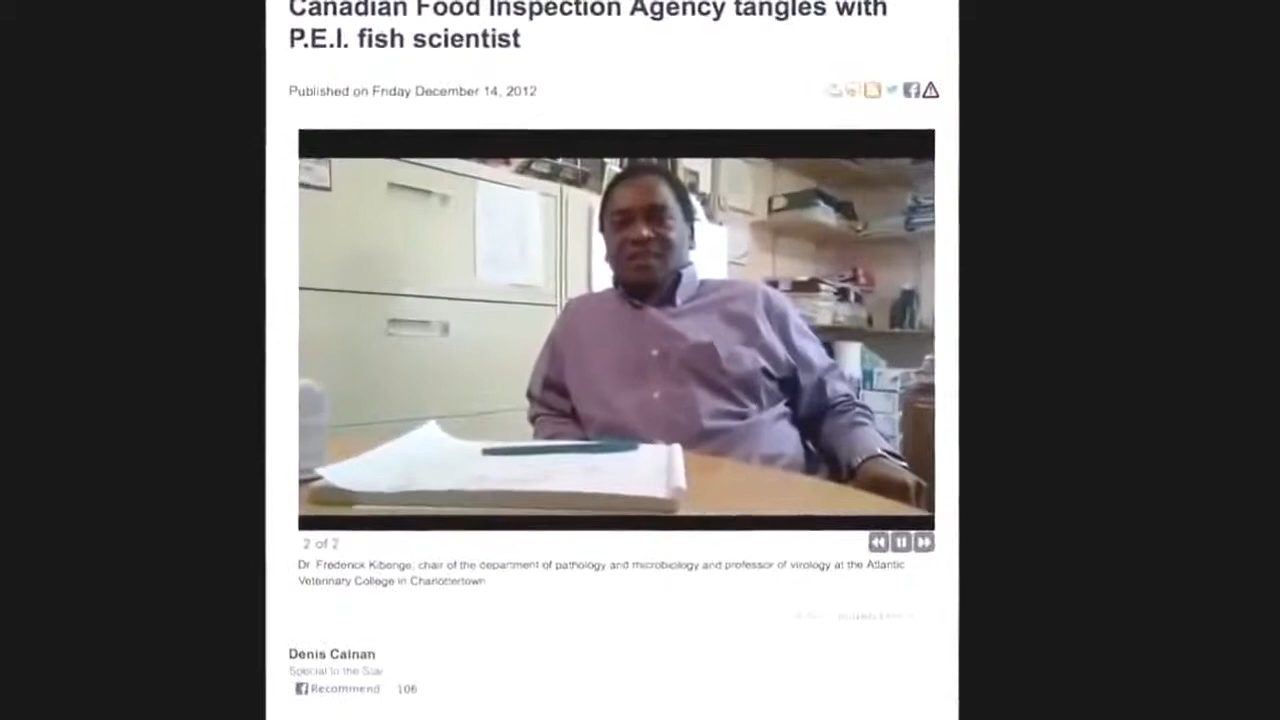 Canadian Food Inspection Agency tangles with
P.E.I. fish scientist
Published on Friday December 14, 2012
2 of 2
Dr. Frederick Kibenge, chair of the department of pathology and microbiology and professor of virology at the Atlantic
Veterinary College in Charlottetown
Denis Calnan
Special to the Star
Recommend 106